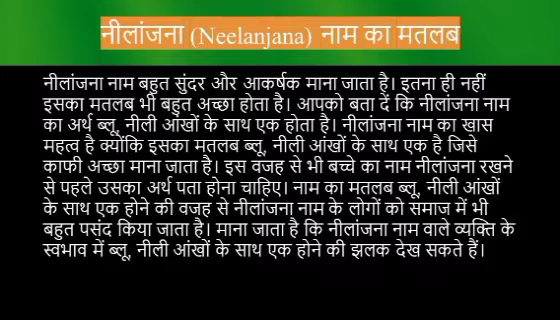 नीलांजना (Neelanjana) नाम का मतलब
नीलांजना नाम बहुत सुंदर और आकर्षक माना जाता है। इतना ही नहीं
इसका मतलब भी बहुत अच्छा होता है। आपको बता दें कि नीलांजना नाम
का अर्थ ब्लू, नीली आंखों के साथ एक होता है। नीलांजना नाम का खास
महत्व है क्योंकि इसका मतलब ब्लू, नीली आंखों के साथ एक है जिसे
काफी अच्छा माना जाता है। इस वजह से भी बच्चे का नाम नीलांजना रखने
से पहले उसका अर्थ पता होना चाहिए। नाम का मतलब ब्लू, नीली आंखों
के साथ एक होने की वजह से नीलांजना नाम के लोगों को समाज में भी
बहुत पसंद किया जाता है। माना जाता है कि नीलांजना नाम वाले व्यक्ति के
स्वभाव में ब्लू, नीली आंखों के साथ एक होने की झलक देख सकते हैं।